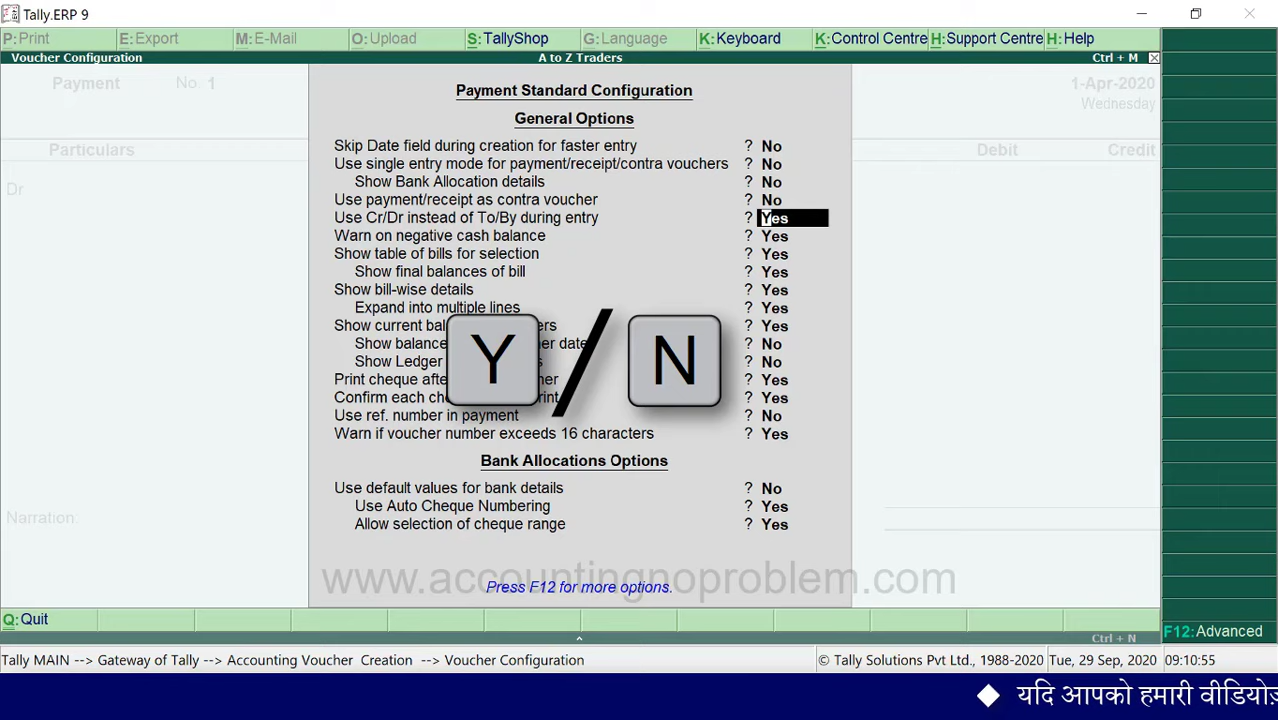 Tally.ERP 9
P:Print E:Export M:E-Mail O:Upload S:TallyShop G:Language K:Keyboard K:Control Centre H:Support Centre H:Help
Voucher Configuration A to Z Traders Ctrl + M
Payment No. 1 1-Apr-2020
Wednesday
Particulars Debit Credit
Dr
Payment Standard Configuration
General Options
Skip Date field during creation for faster entry ? No
Use single entry mode for payment/receipt/contra vouchers ? No
Show Bank Allocation details ? No
Use payment/receipt as contra voucher ? No
Use Cr/Dr instead of To/By during entry ? Yes
Warn on negative cash balance ? Yes
Show table of bills for selection ? Yes
Show final balances of bill ? Yes
Show bill-wise details ? Yes
Expand into multiple lines ? Yes
Show current bal ers ? Yes
Show balance er date ? No
Show Ledger s ? No
Print cheque afte her ? Yes
Confirm each ch rint ? Yes
Use ref. number in payment ? No
Warn if voucher number exceeds 16 characters ? Yes
Y / N
Bank Allocations Options
Use default values for bank details ? No
Use Auto Cheque Numbering ? Yes
Allow selection of cheque range ? Yes
Narration:
www.accountingnoproblem.com
Press F12 for more options.
Q: Quit
F12: Advanced
Ctrl + N
Tally MAIN --> Gateway of Tally --> Accounting Voucher Creation --> Voucher Configuration © Tally Solutions Pvt Ltd., 1988-2020 Tue, 29 Sep, 2020 09:10:55
◆ यदि आपको हमारी वीडियोज़